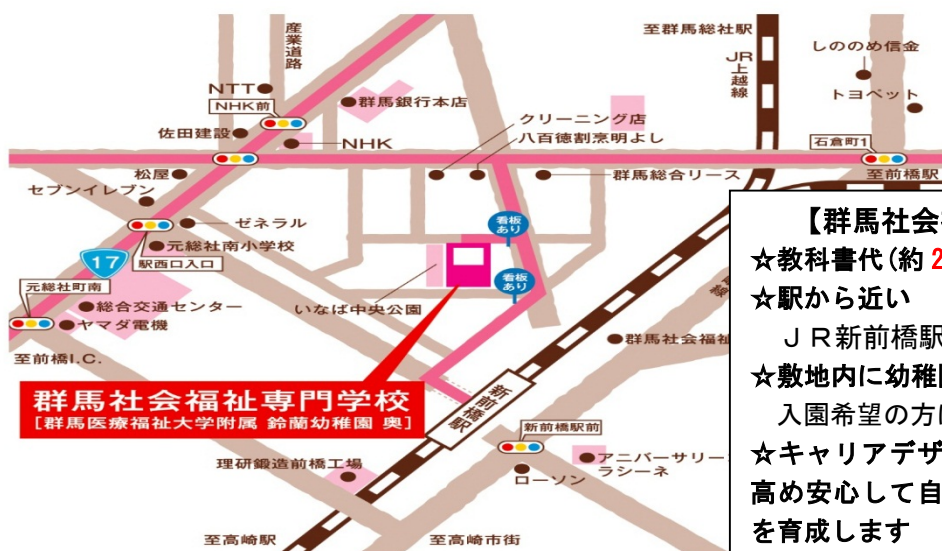 産業道路
至群馬総社駅
JR上越線
しののめ信金
トヨペット
NTT
NHK前
群馬銀行本店
クリーニング店
八百徳割烹明よし
佐田建設
NHK
石倉町1
松屋
群馬総合リース
至前橋駅
セブンイレブン
ゼネラル
看板あり
元総社南小学校
駅西口入口
17
看板あり
元総社町南
総合交通センター
いなば中央公園
線
ヤマダ電機
群馬社会福祉
至前橋I.C.
群馬社会福祉専門学校
[群馬医療福祉大学附属 鈴蘭幼稚園 奥]
新前橋駅
新前橋駅前
理研鍛造前橋工場
アニバーサリー
ラシーネ
ローソン
至高崎駅
至高崎市街
【群馬社会
☆教科書代(約2
☆駅から近い
ＪＲ新前橋駅
☆敷地内に幼稚
入園希望の方
☆キャリアデザ
高め安心して自
を育成します